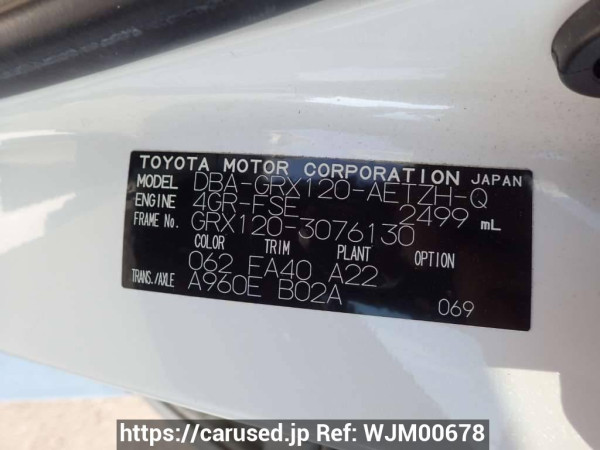 TOYOTA MOTOR CORPORATION JAPAN
MODEL DBA-GRX120-AETZH-Q
ENGINE 4GR-FSE 2499 mL
FRAME No. GRX120-3076130
COLOR TRIM PLANT OPTION
062 FA40 A22
TRANS./AXLE A960E B02A
069
https://carused.jp Ref: WJM00678